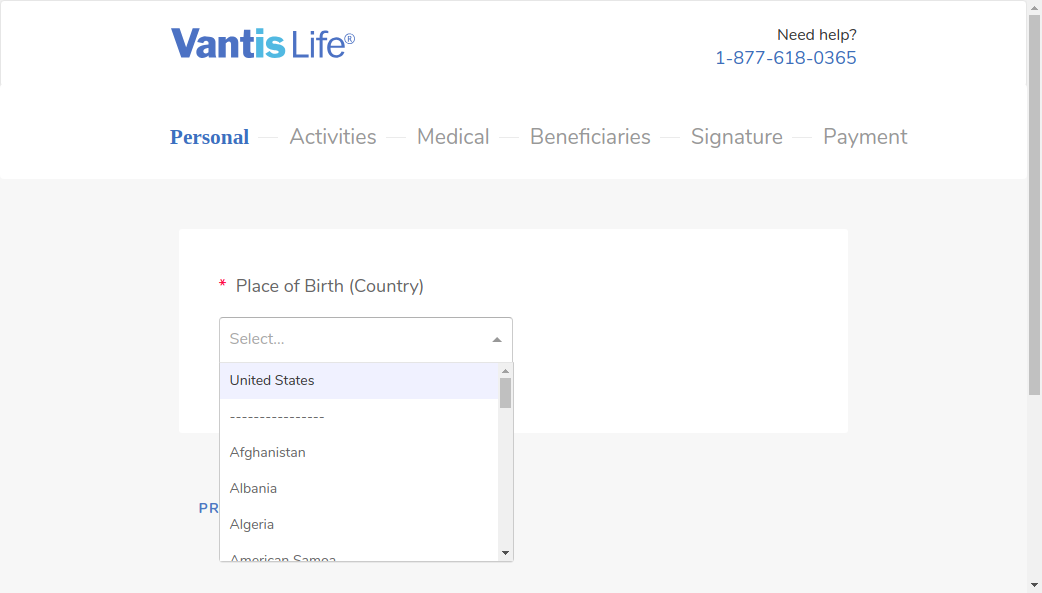 Vantis Life®
Need help?
1-877-618-0365
Personal Activities Medical Beneficiaries Signature Payment
* Place of Birth (Country)
Select...
United States
----------------
Afghanistan
Albania
PR
Algeria
American Samoa